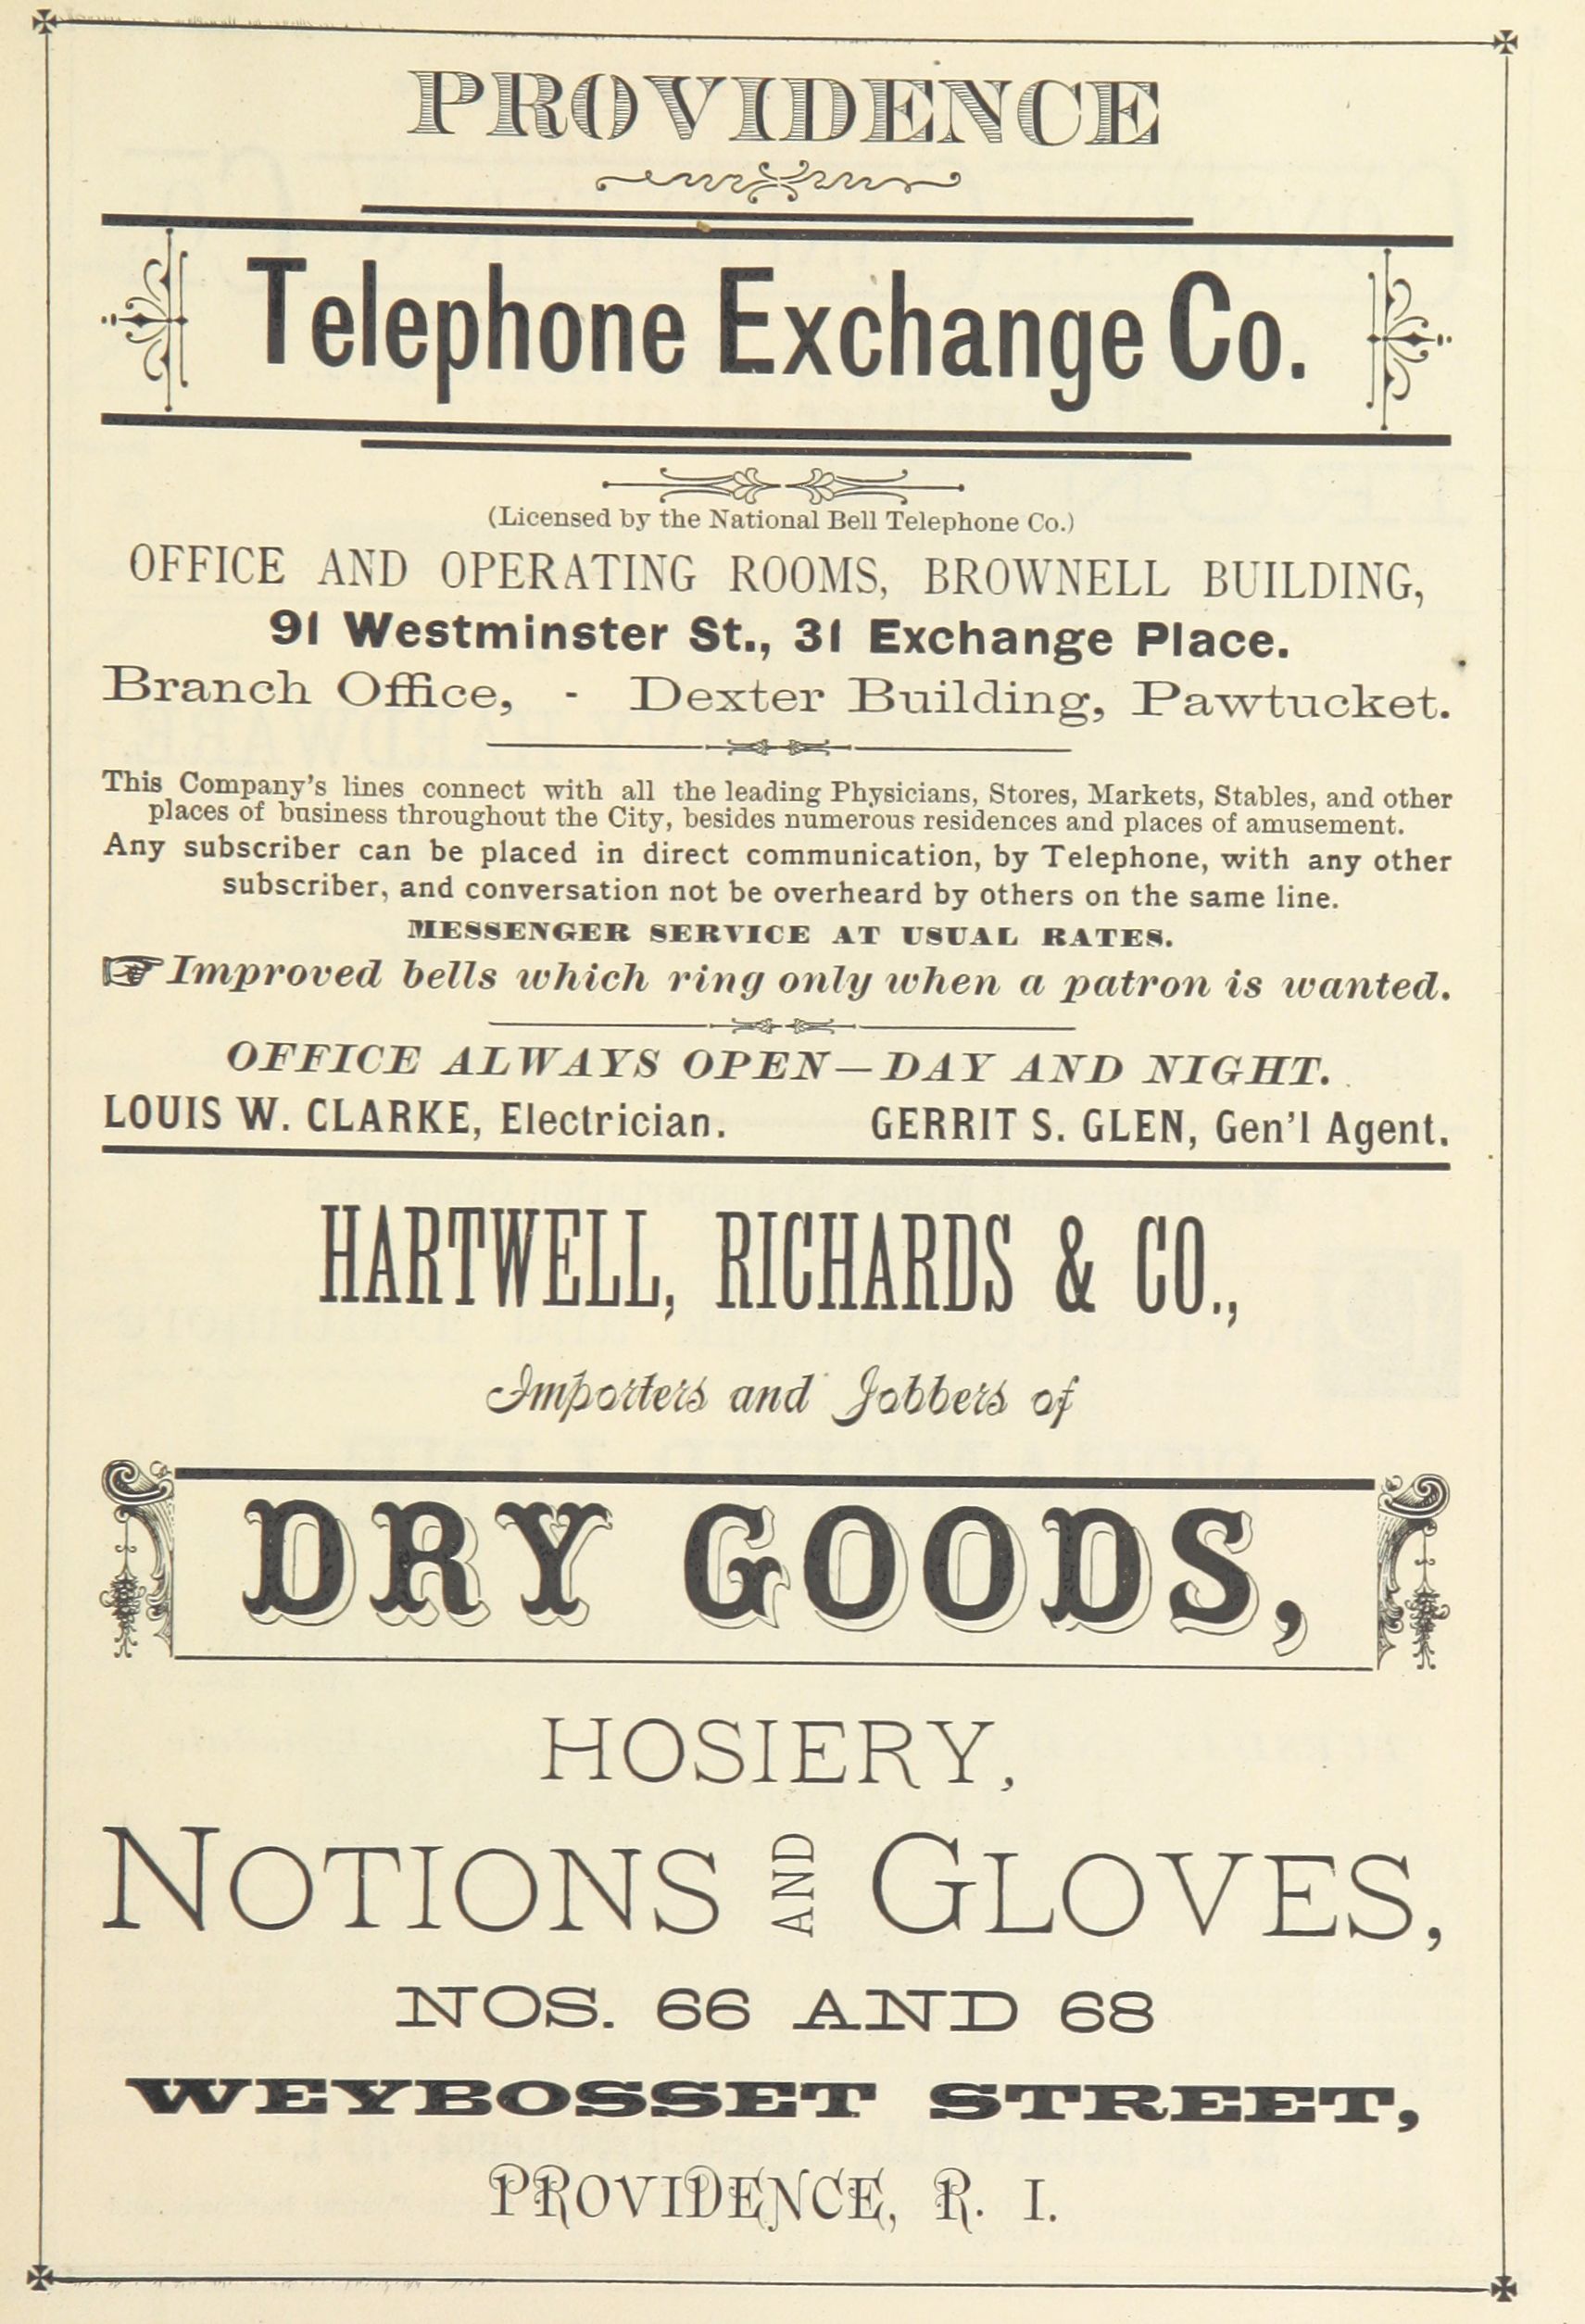 PROVIDENCE
Telephone Exchange Co.
(Licensed by the National Bell Telephone Co.)
OFFICE AND OPERATING ROOMS, BROWNELL BUILDING,
91 Westminster St., 31 Exchange Place.
Branch Office, - Dexter Building, Pawtucket.
This Company's lines connect with all the leading Physicians, Stores, Markets, Stables, and other
places of business throughout the City, besides numerous residences and places of amusement.
Any subscriber can be placed in direct communication, by Telephone, with any other
subscriber, and conversation not be overheard by others on the same line.
MESSENGER SERVICE AT USUAL RATES.
☞ Improved bells which ring only when a patron is wanted.
OFFICE ALWAYS OPEN—DAY AND NIGHT.
LOUIS W. CLARKE, Electrician. GERRIT S. GLEN, Gen'l Agent.
HARTWELL, RICHARDS & CO.,
Importers and Jobbers of
DRY GOODS,
HOSIERY,
NOTIONS AND GLOVES,
NOS. 66 AND 68
WEYBOSSET STREET,
PROVIDENCE, R. I.